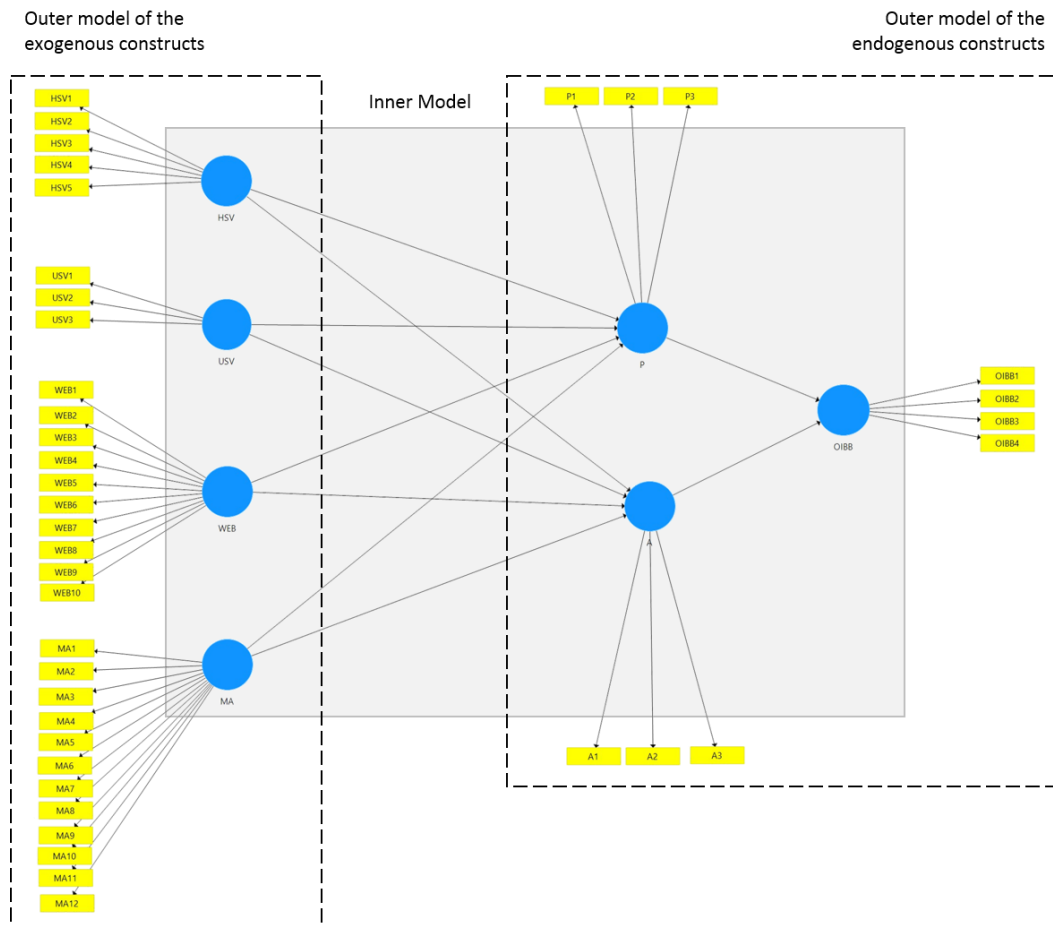 Outer model of the
exogenous constructs
Outer model of the
endogenous constructs
Inner Model
HSV1
HSV2
HSV3
HSV4
HSV5
HSV
USV1
USV2
USV3
USV
WEB1
WEB2
WEB3
WEB4
WEB5
WEB6
WEB7
WEB8
WEB9
WEB10
WEB
MA1
MA2
MA3
MA4
MA5
MA6
MA7
MA8
MA9
MA10
MA11
MA12
MA
P1
P2
P3
P
OIBB
OIBB1
OIBB2
OIBB3
OIBB4
A
A1
A2
A3